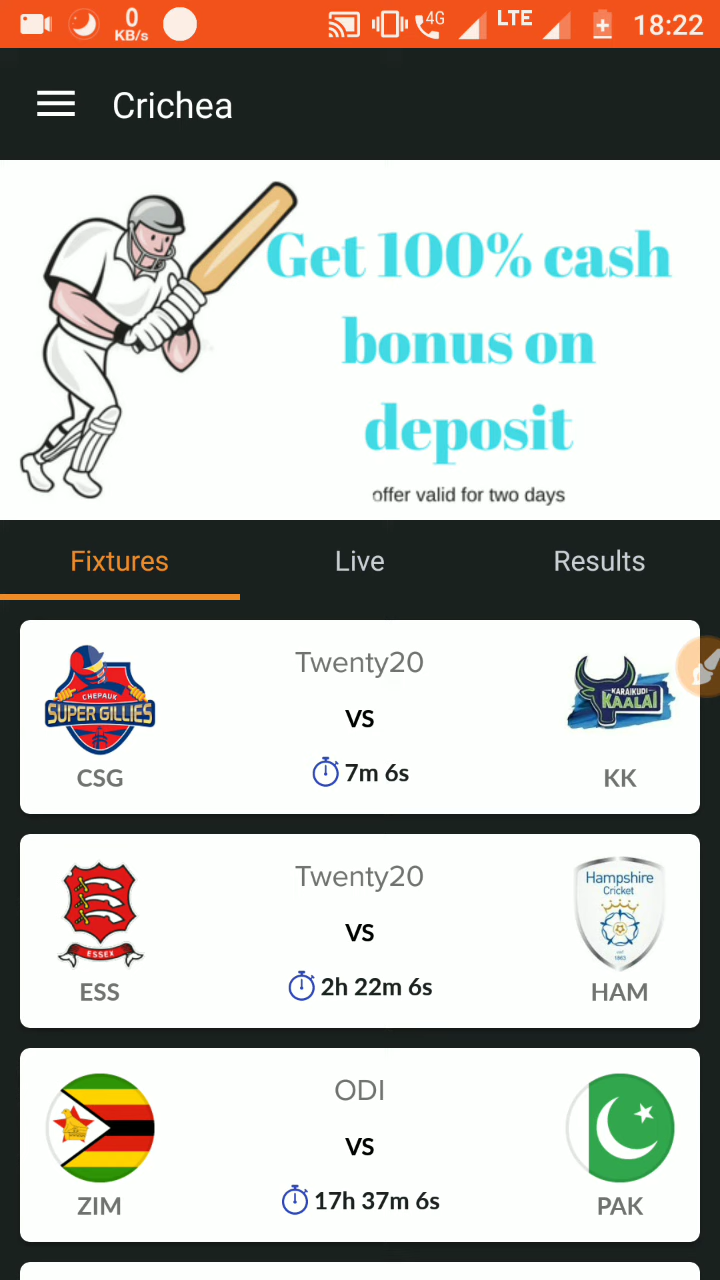 0
KB/s
4G
LTE
18:22
Crichea
Get 100% cash
bonus on
deposit
offer valid for two days
Fixtures
Live
Results
CHEPAUK
SUPER GILLIES
CSG
Twenty20
VS
7m 6s
KARAIKUDI
KAALAI
KK
ESSEX
ESS
Twenty20
VS
2h 22m 6s
Hampshire
Cricket
1863
HAM
ZIM
ODI
VS
17h 37m 6s
PAK